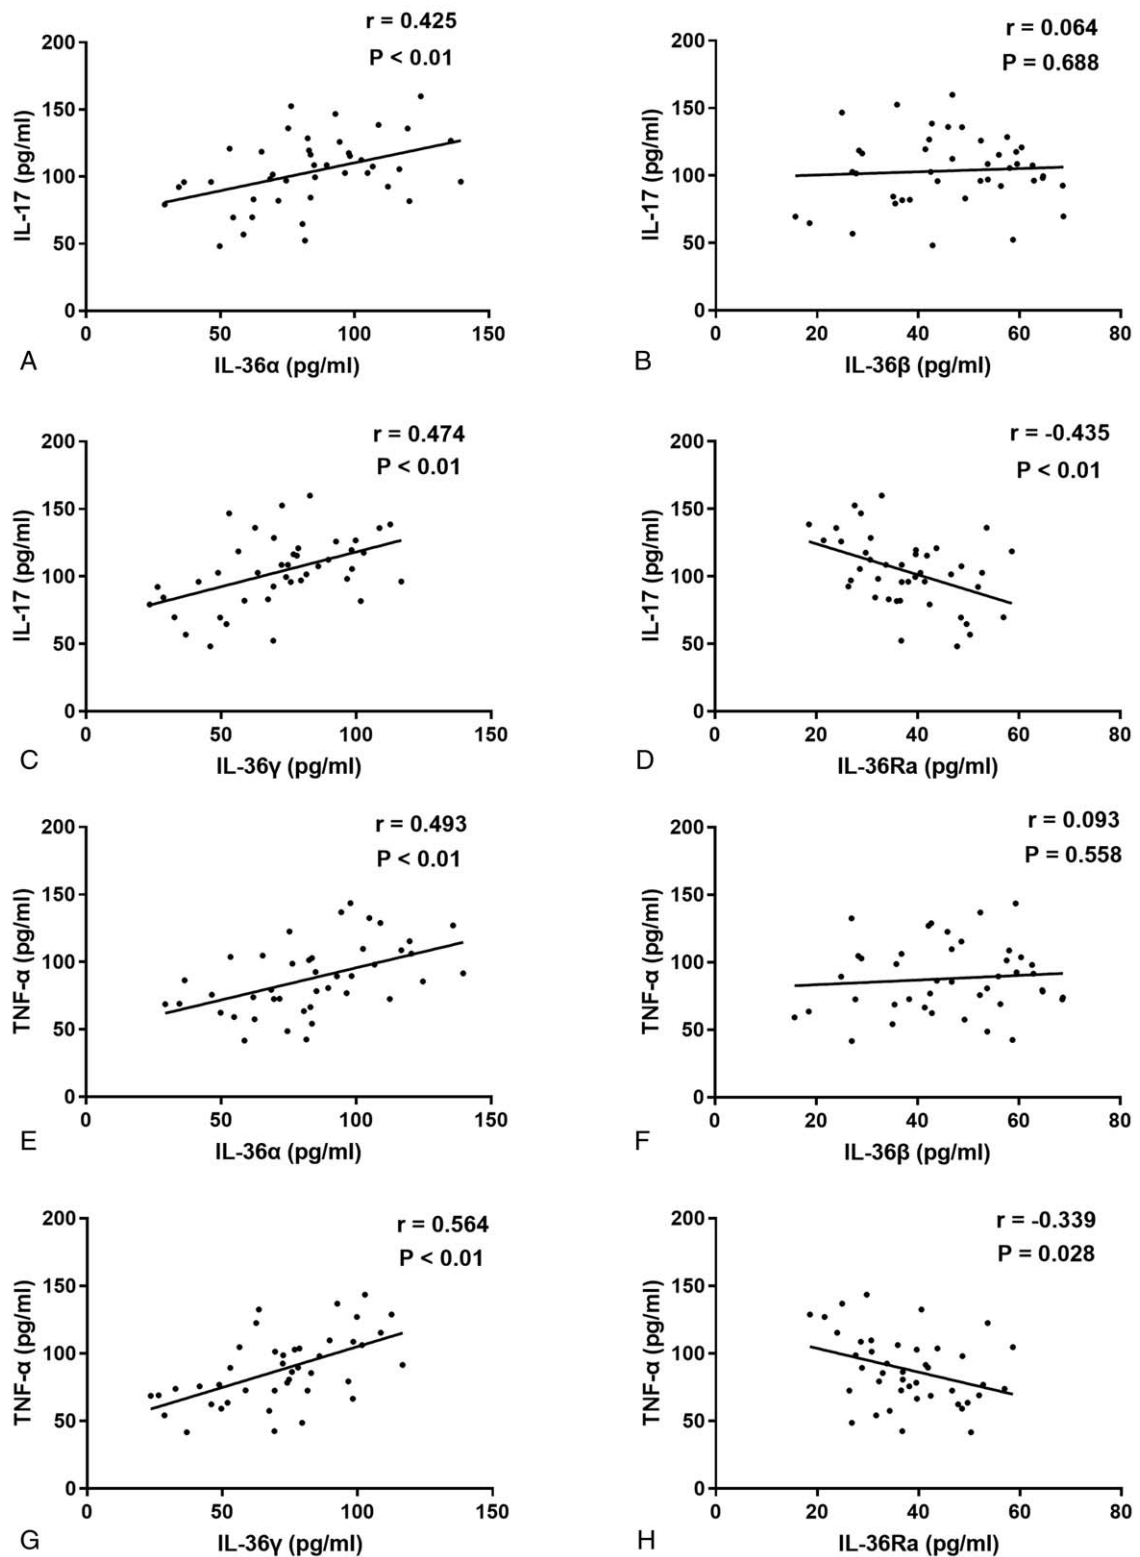 r = 0.425
P < 0.01
200
150
100
50
0
IL-17 (pg/ml)
0 50 100 150
A
IL-36α (pg/ml)
r = 0.064
P = 0.688
200
150
100
50
0
IL-17 (pg/ml)
0 20 40 60 80
B
IL-36β (pg/ml)
r = 0.474
P < 0.01
200
150
100
50
0
IL-17 (pg/ml)
0 50 100 150
C
IL-36γ (pg/ml)
r = -0.435
P < 0.01
200
150
100
50
0
IL-17 (pg/ml)
0 20 40 60 80
D
IL-36Ra (pg/ml)
r = 0.493
P < 0.01
200
150
100
50
0
TNF-α (pg/ml)
0 50 100 150
E
IL-36α (pg/ml)
r = 0.093
P = 0.558
200
150
100
50
0
TNF-α (pg/ml)
0 20 40 60 80
F
IL-36β (pg/ml)
r = 0.564
P < 0.01
200
150
100
50
0
TNF-α (pg/ml)
0 50 100 150
G
IL-36γ (pg/ml)
r = -0.339
P = 0.028
200
150
100
50
0
TNF-α (pg/ml)
0 20 40 60 80
H
IL-36Ra (pg/ml)